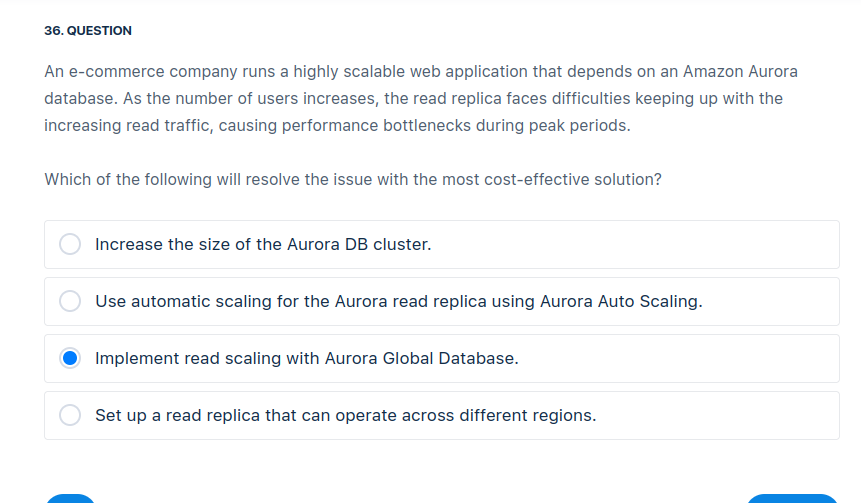 36. QUESTION
An e-commerce company runs a highly scalable web application that depends on an Amazon Aurora
database. As the number of users increases, the read replica faces difficulties keeping up with the
increasing read traffic, causing performance bottlenecks during peak periods.
Which of the following will resolve the issue with the most cost-effective solution?
Increase the size of the Aurora DB cluster.
Use automatic scaling for the Aurora read replica using Aurora Auto Scaling.
Implement read scaling with Aurora Global Database.
Set up a read replica that can operate across different regions.